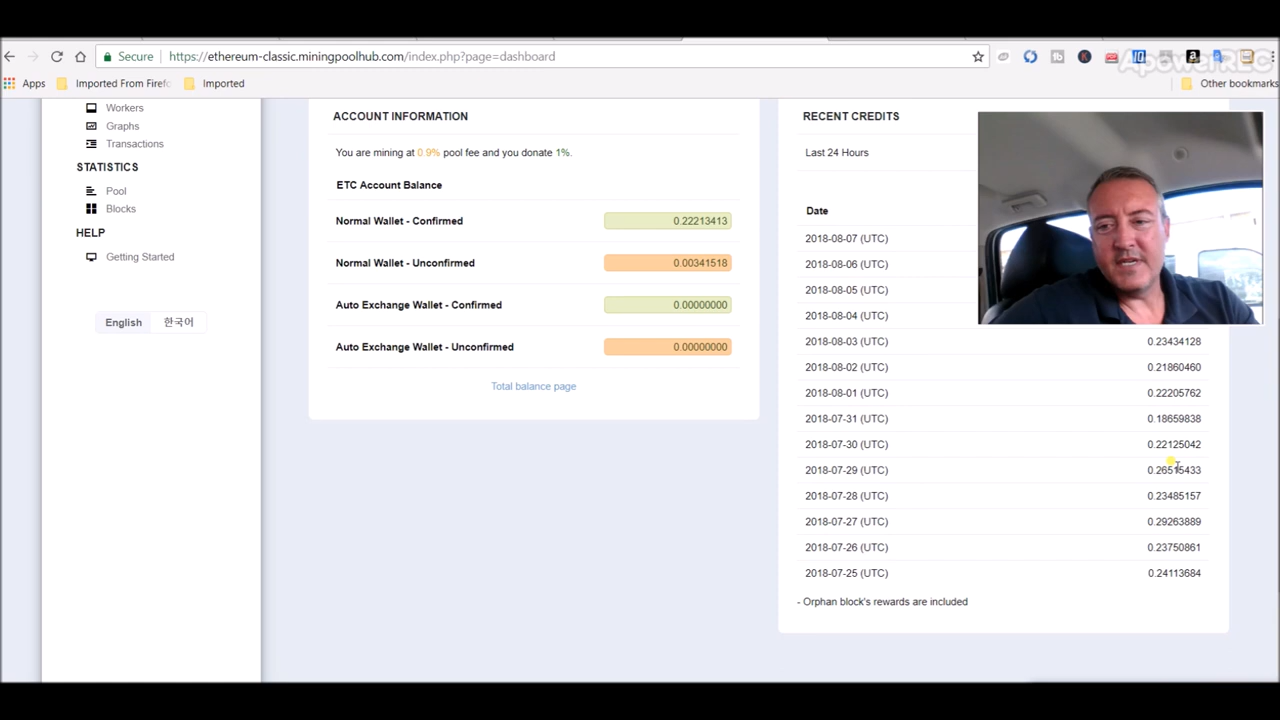 Secure https://ethereum-classic.miningpoolhub.com/index.php?page=dashboard
ApowerREC
Apps Imported From Firefo Imported Other bookmarks
Workers
Graphs
Transactions
STATISTICS
Pool
Blocks
HELP
Getting Started
English 한국어
ACCOUNT INFORMATION
You are mining at 0 9% pool fee and you donate 1%.
ETC Account Balance
Normal Wallet - Confirmed 0.22213413
Normal Wallet - Unconfirmed 0.00341518
Auto Exchange Wallet - Confirmed 0.00000000
Auto Exchange Wallet - Unconfirmed 0.00000000
Total balance page
RECENT CREDITS
Last 24 Hours
Date
2018-08-07 (UTC)
2018-08-06 (UTC)
2018-08-05 (UTC)
2018-08-04 (UTC)
2018-08-03 (UTC) 0.23434128
2018-08-02 (UTC) 0.21860460
2018-08-01 (UTC) 0.22205762
2018-07-31 (UTC) 0.18659838
2018-07-30 (UTC) 0.22125042
2018-07-29 (UTC) 0.26515433
2018-07-28 (UTC) 0.23485157
2018-07-27 (UTC) 0.29263889
2018-07-26 (UTC) 0.23750861
2018-07-25 (UTC) 0.24113684
- Orphan block's rewards are included